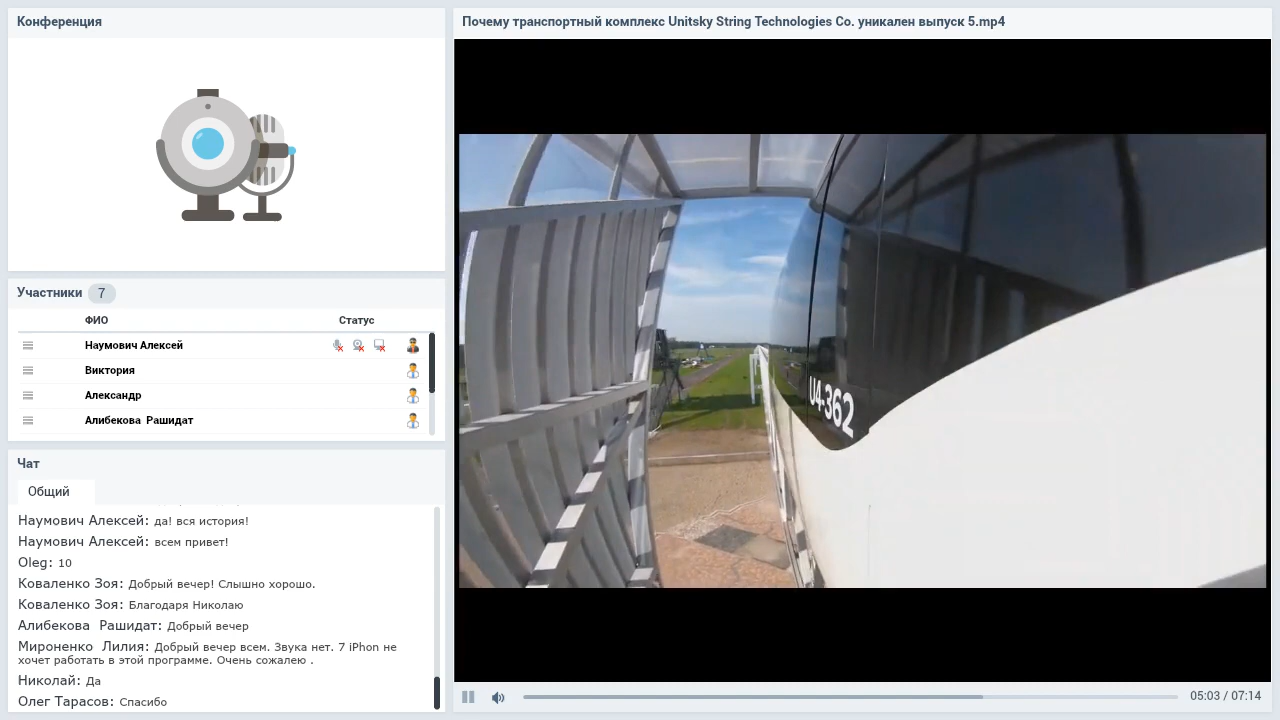 Конференция
Почему транспортный комплекс Unitsky String Technologies Co. уникален выпуск 5.mp4
U4-362
Участники 7
ФИО Статус
Наумович Алексей
Виктория
Александр
Алибекова Рашидат
Чат
Общий
Наумович Алексей: да! вся история!
Наумович Алексей: всем привет!
Oleg: 10
Коваленко Зоя: Добрый вечер! Слышно хорошо.
Коваленко Зоя: Благодаря Николаю
Алибекова Рашидат: Добрый вечер
Мироненко Лилия: Добрый вечер всем. Звука нет. 7 iPhon не
хочет работать в этой программе. Очень сожалею .
Николай: Да
Олег Тарасов: Спасибо
05:03 / 07:14